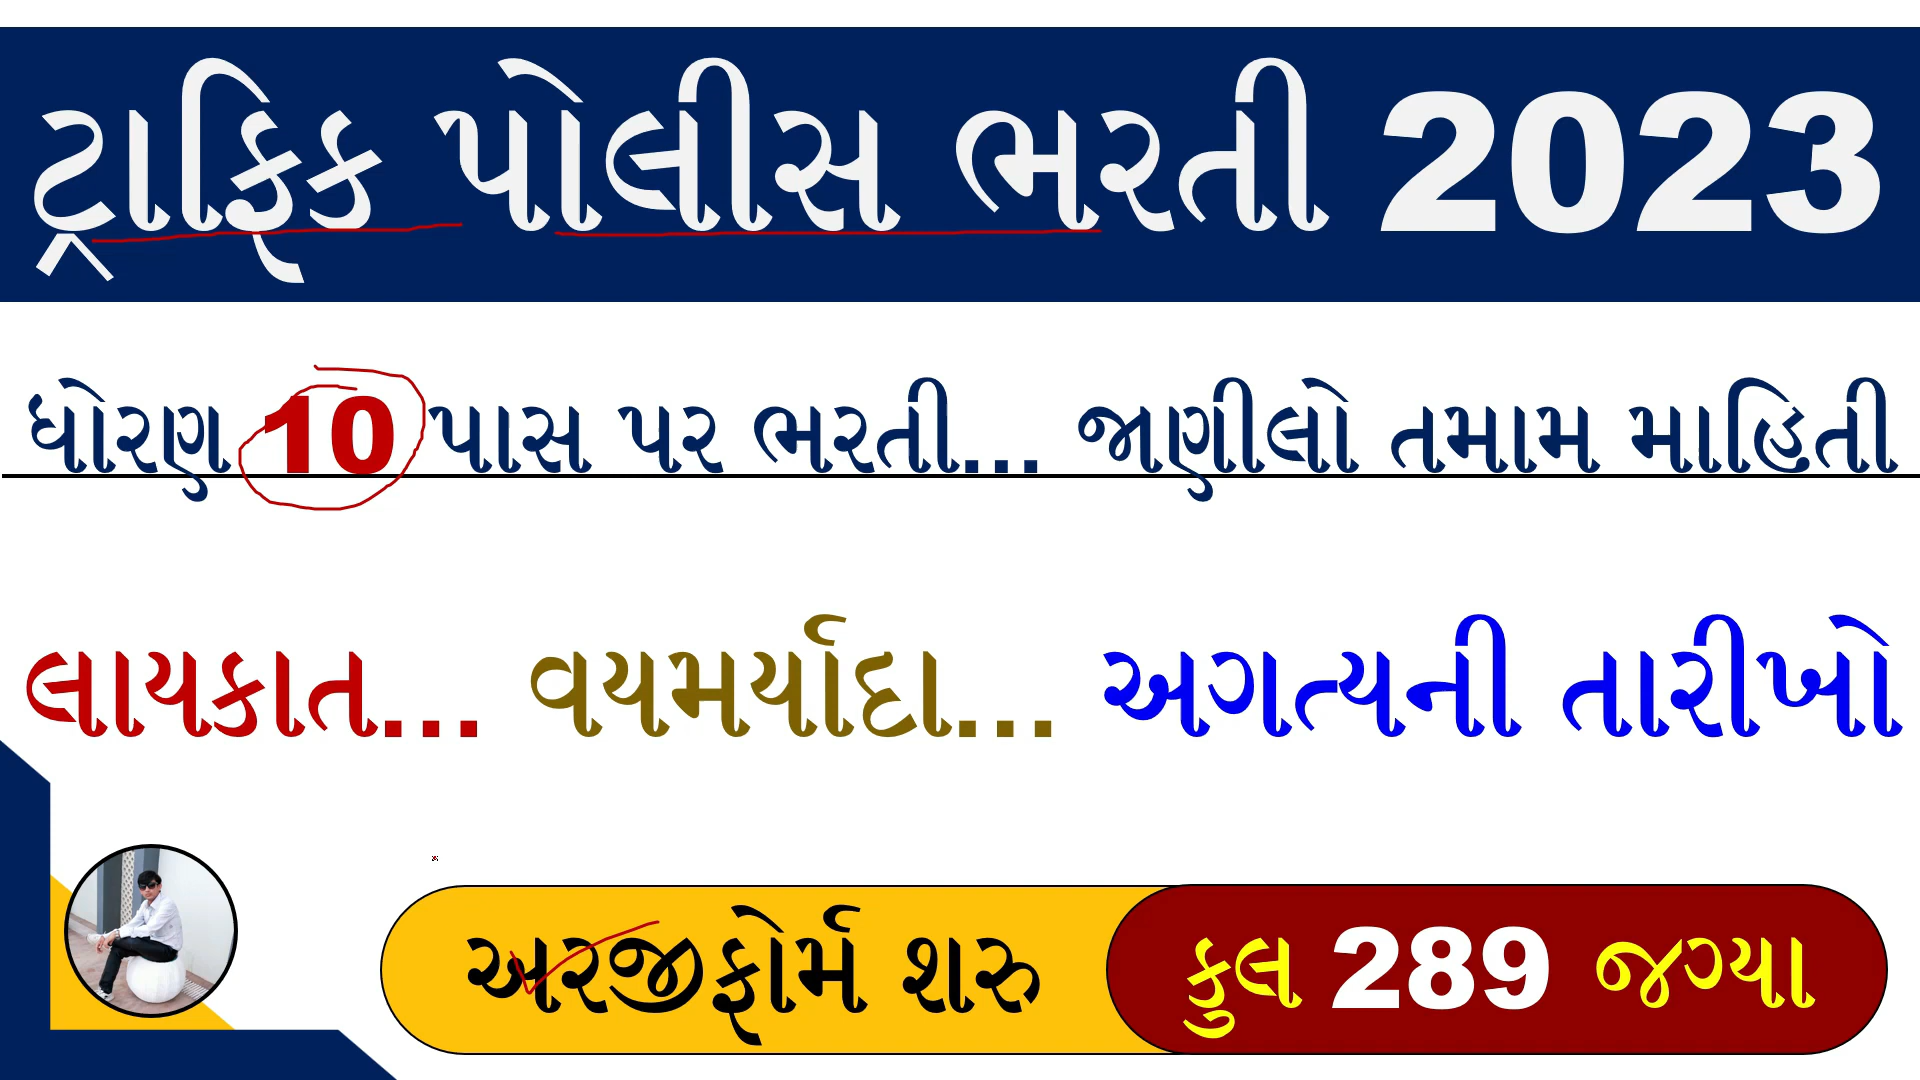 ટ્રાફિક પોલીસ ભરતી 2023
ધોરણ 10 પાસ પર ભરતી... જાણીલો તમામ માહિતી
લાયકાત... વયમર્યાદા... અગત્યની તારીખો
અરજીફોર્મ શરુ કુલ 289 જગ્યા